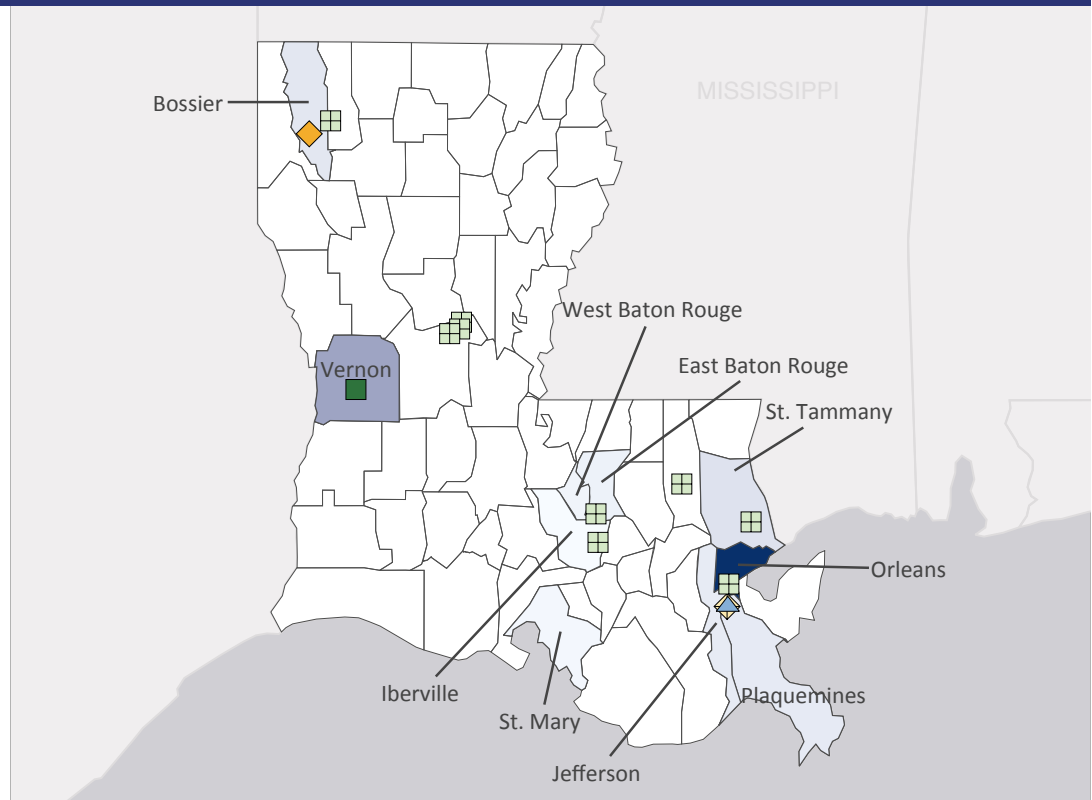 MISSISSIPPI
Bossier
West Baton Rouge
East Baton Rouge
Vernon
St. Tammany
Orleans
Iberville
Plaquemines
St. Mary
Jefferson